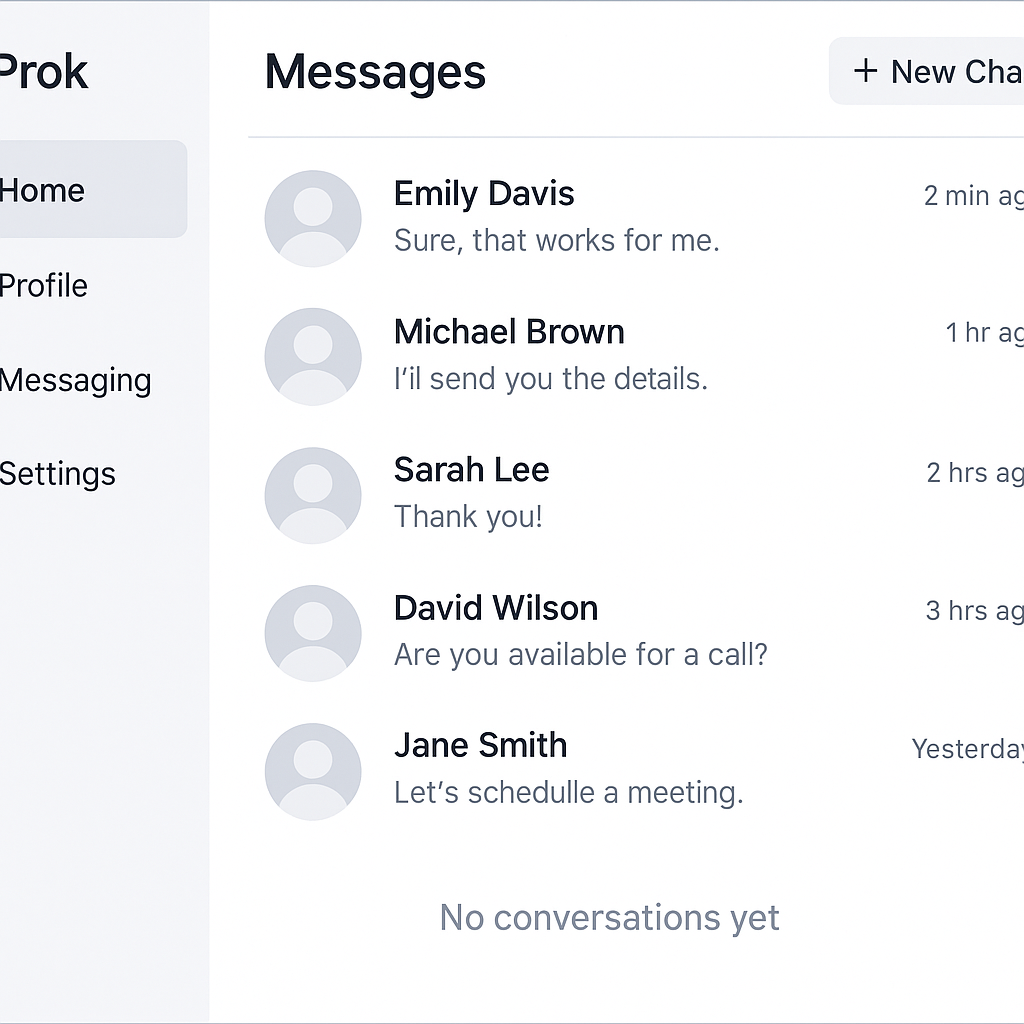 Prok
Home
Profile
Messaging
Settings
Messages
+ New Cha
Emily Davis
2 min ag
Sure, that works for me.
Michael Brown
1 hr ag
I'il send you the details.
Sarah Lee
2 hrs ag
Thank you!
David Wilson
3 hrs ag
Are you available for a call?
Jane Smith
Yesterday
Let's schedulle a meeting.
No conversations yet